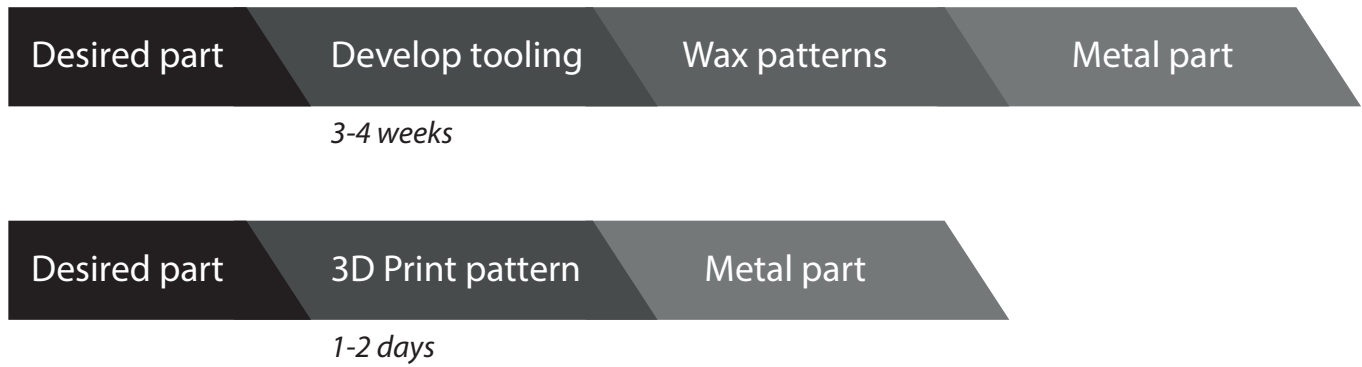 Desired part Develop tooling Wax patterns Metal part
3-4 weeks
Desired part 3D Print pattern Metal part
1-2 days